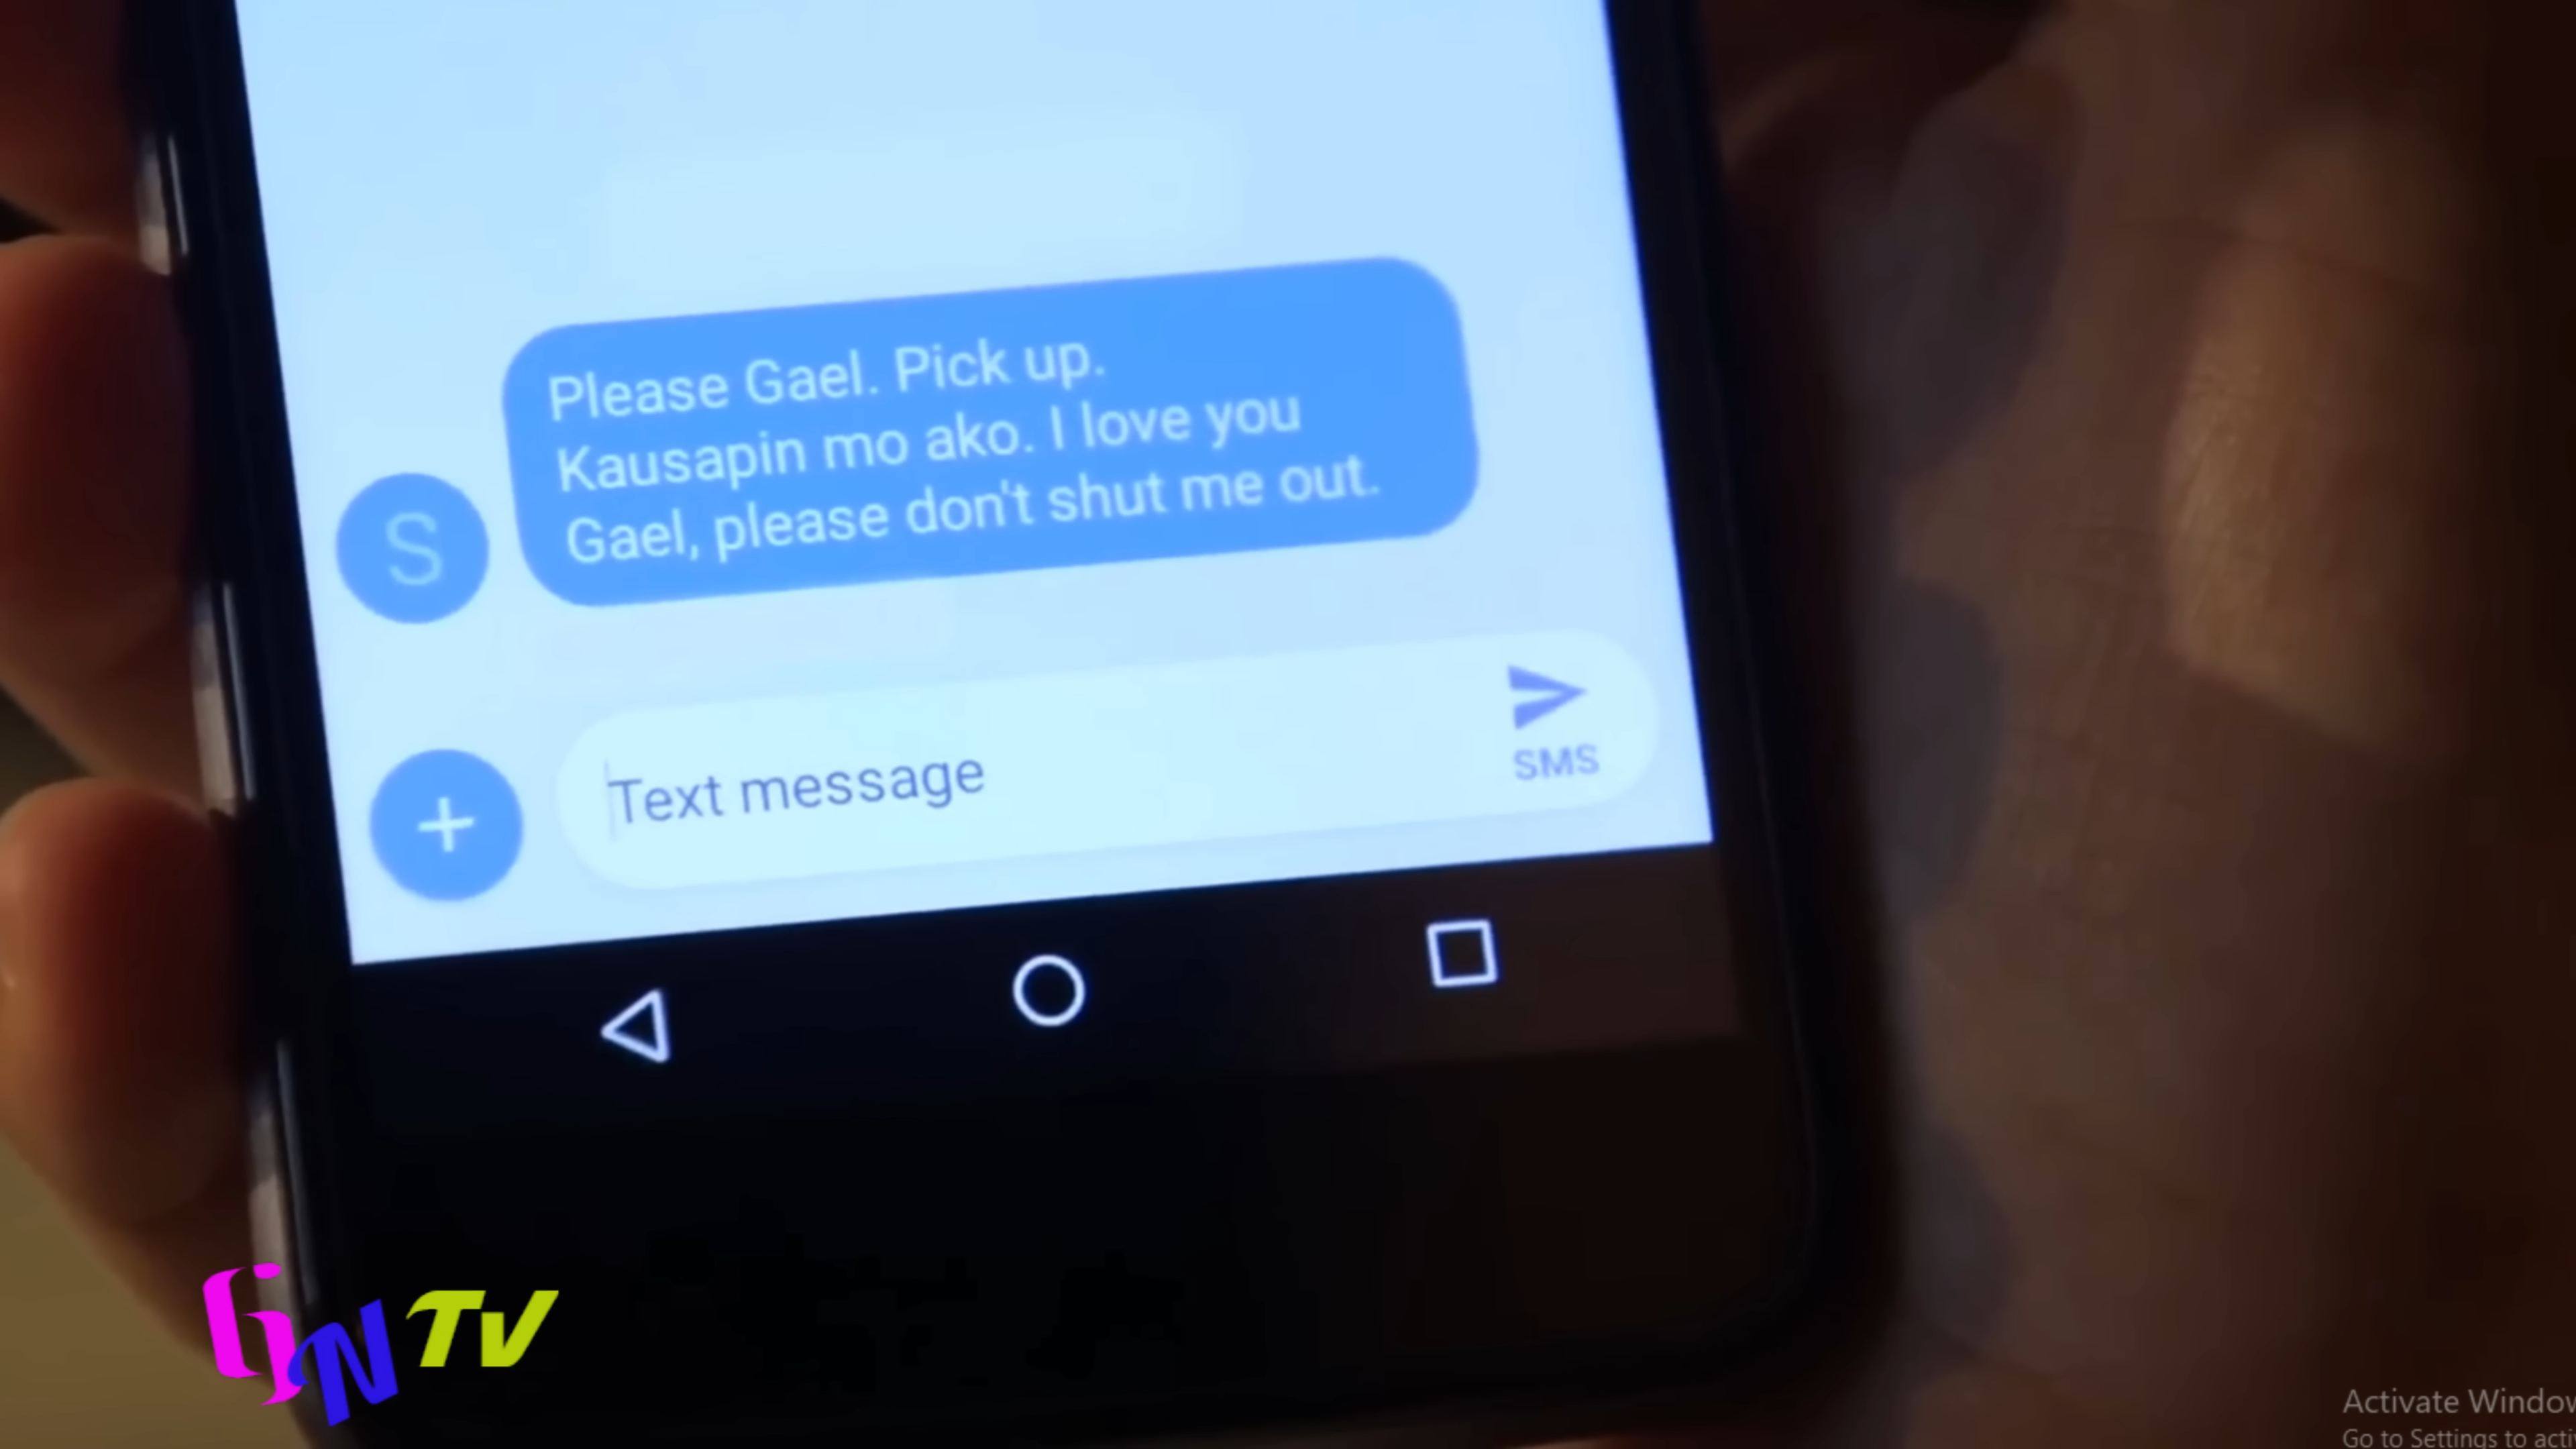 Please Gael. Pick up.
Kausapin mo ako. I love you
Gael, please don't shut me out.
S
+
Text message
SMS
TV
Activate Window
Go to Settings to acti